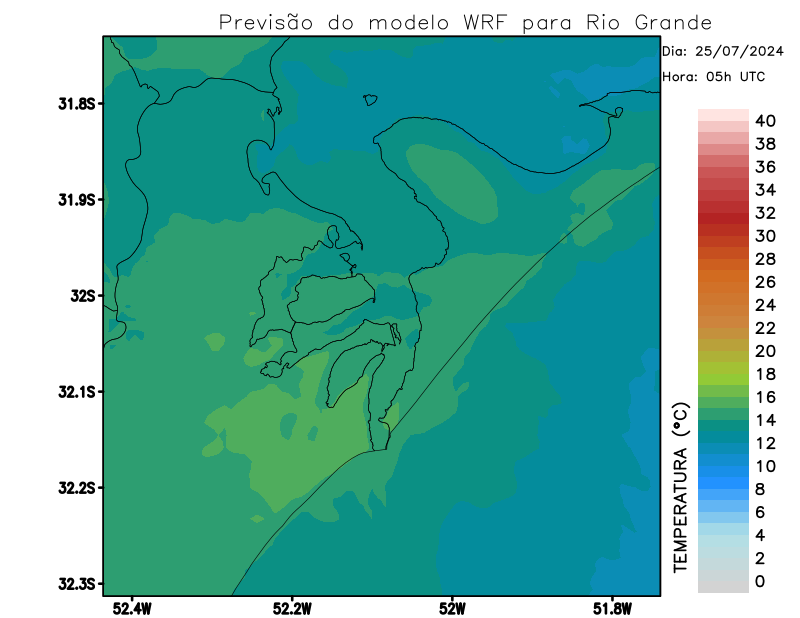 Previsão do modelo WRF para Rio Grande
Dia: 25/07/2024
Hora: 05h UTC
31.8S
31.9S
32S
32.1S
32.2S
32.3S
52.4W
52.2W
52W
51.8W
TEMPERATURA (°C)
40
38
36
34
32
30
28
26
24
22
20
18
16
14
12
10
8
6
4
2
0